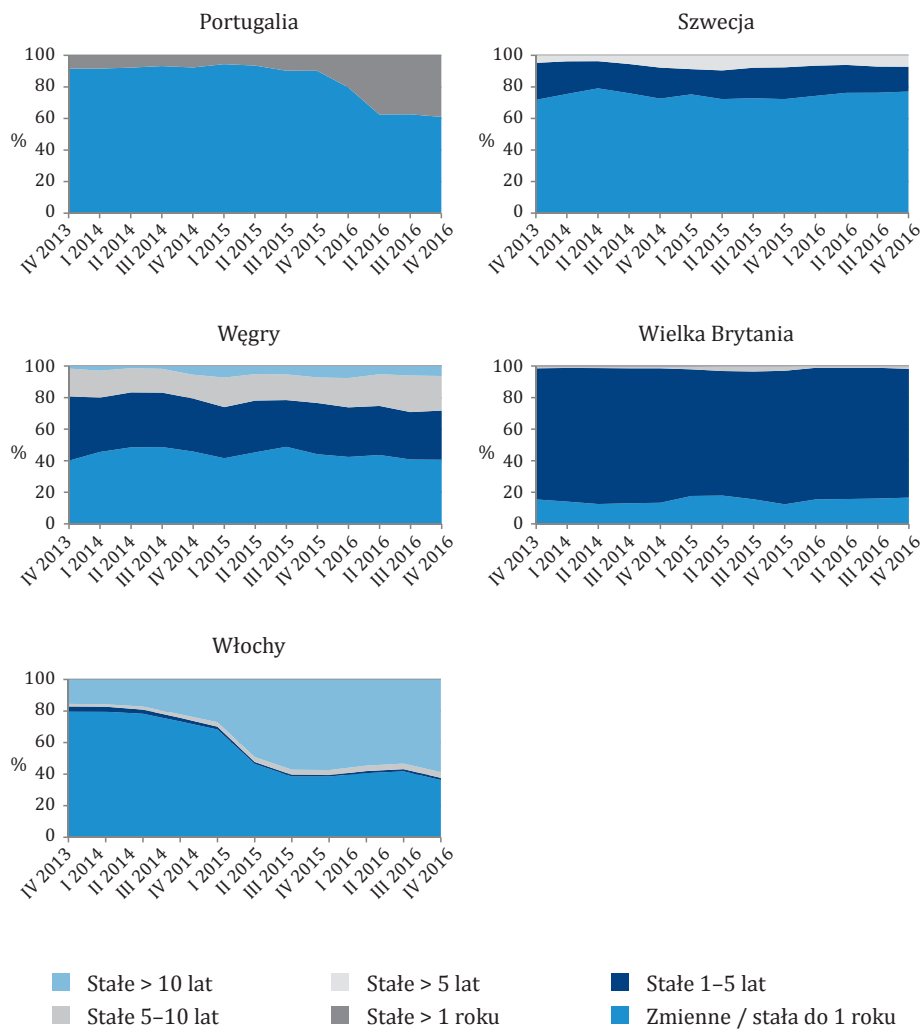 Portugalia
100
80
60
%
40
20
0
IV 2013
I 2014
II 2014
III 2014
IV 2014
I 2015
II 2015
III 2015
IV 2015
I 2016
II 2016
III 2016
IV 2016
Szwecja
100
80
60
%
40
20
0
IV 2013
I 2014
II 2014
III 2014
IV 2014
I 2015
II 2015
III 2015
IV 2015
I 2016
II 2016
III 2016
IV 2016
Węgry
100
80
60
%
40
20
0
IV 2013
I 2014
II 2014
III 2014
IV 2014
I 2015
II 2015
III 2015
IV 2015
I 2016
II 2016
III 2016
IV 2016
Wielka Brytania
100
80
60
%
40
20
0
IV 2013
I 2014
II 2014
III 2014
IV 2014
I 2015
II 2015
III 2015
IV 2015
I 2016
II 2016
III 2016
IV 2016
Włochy
100
80
60
%
40
20
0
IV 2013
I 2014
II 2014
III 2014
IV 2014
I 2015
II 2015
III 2015
IV 2015
I 2016
II 2016
III 2016
IV 2016
Stałe > 10 lat
Stałe > 5 lat
Stałe 1–5 lat
Stałe 5–10 lat
Stałe > 1 roku
Zmienne / stała do 1 roku